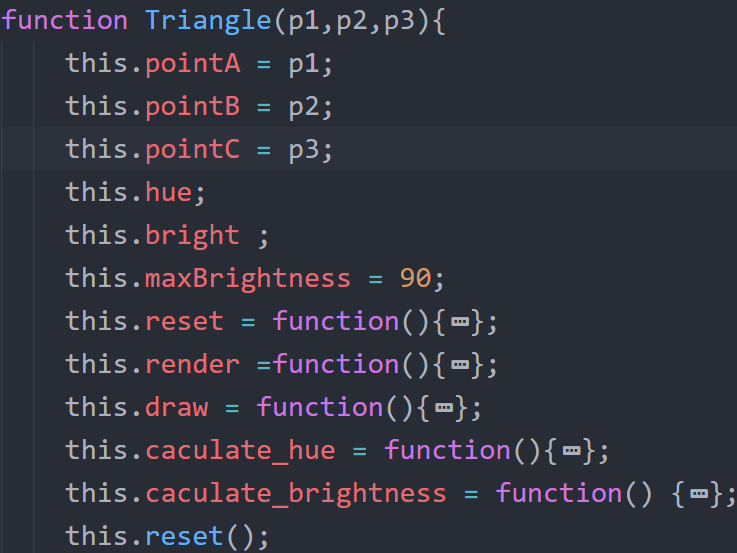 function Triangle(p1,p2,p3){
this.pointA = p1;
this.pointB = p2;
this.pointC = p3;
this.hue;
this.bright ;
this.maxBrightness = 90;
this.reset = function(){…};
this.render =function(){…};
this.draw = function(){…};
this.caculate_hue = function(){…};
this.caculate_brightness = function() {…};
this.reset();